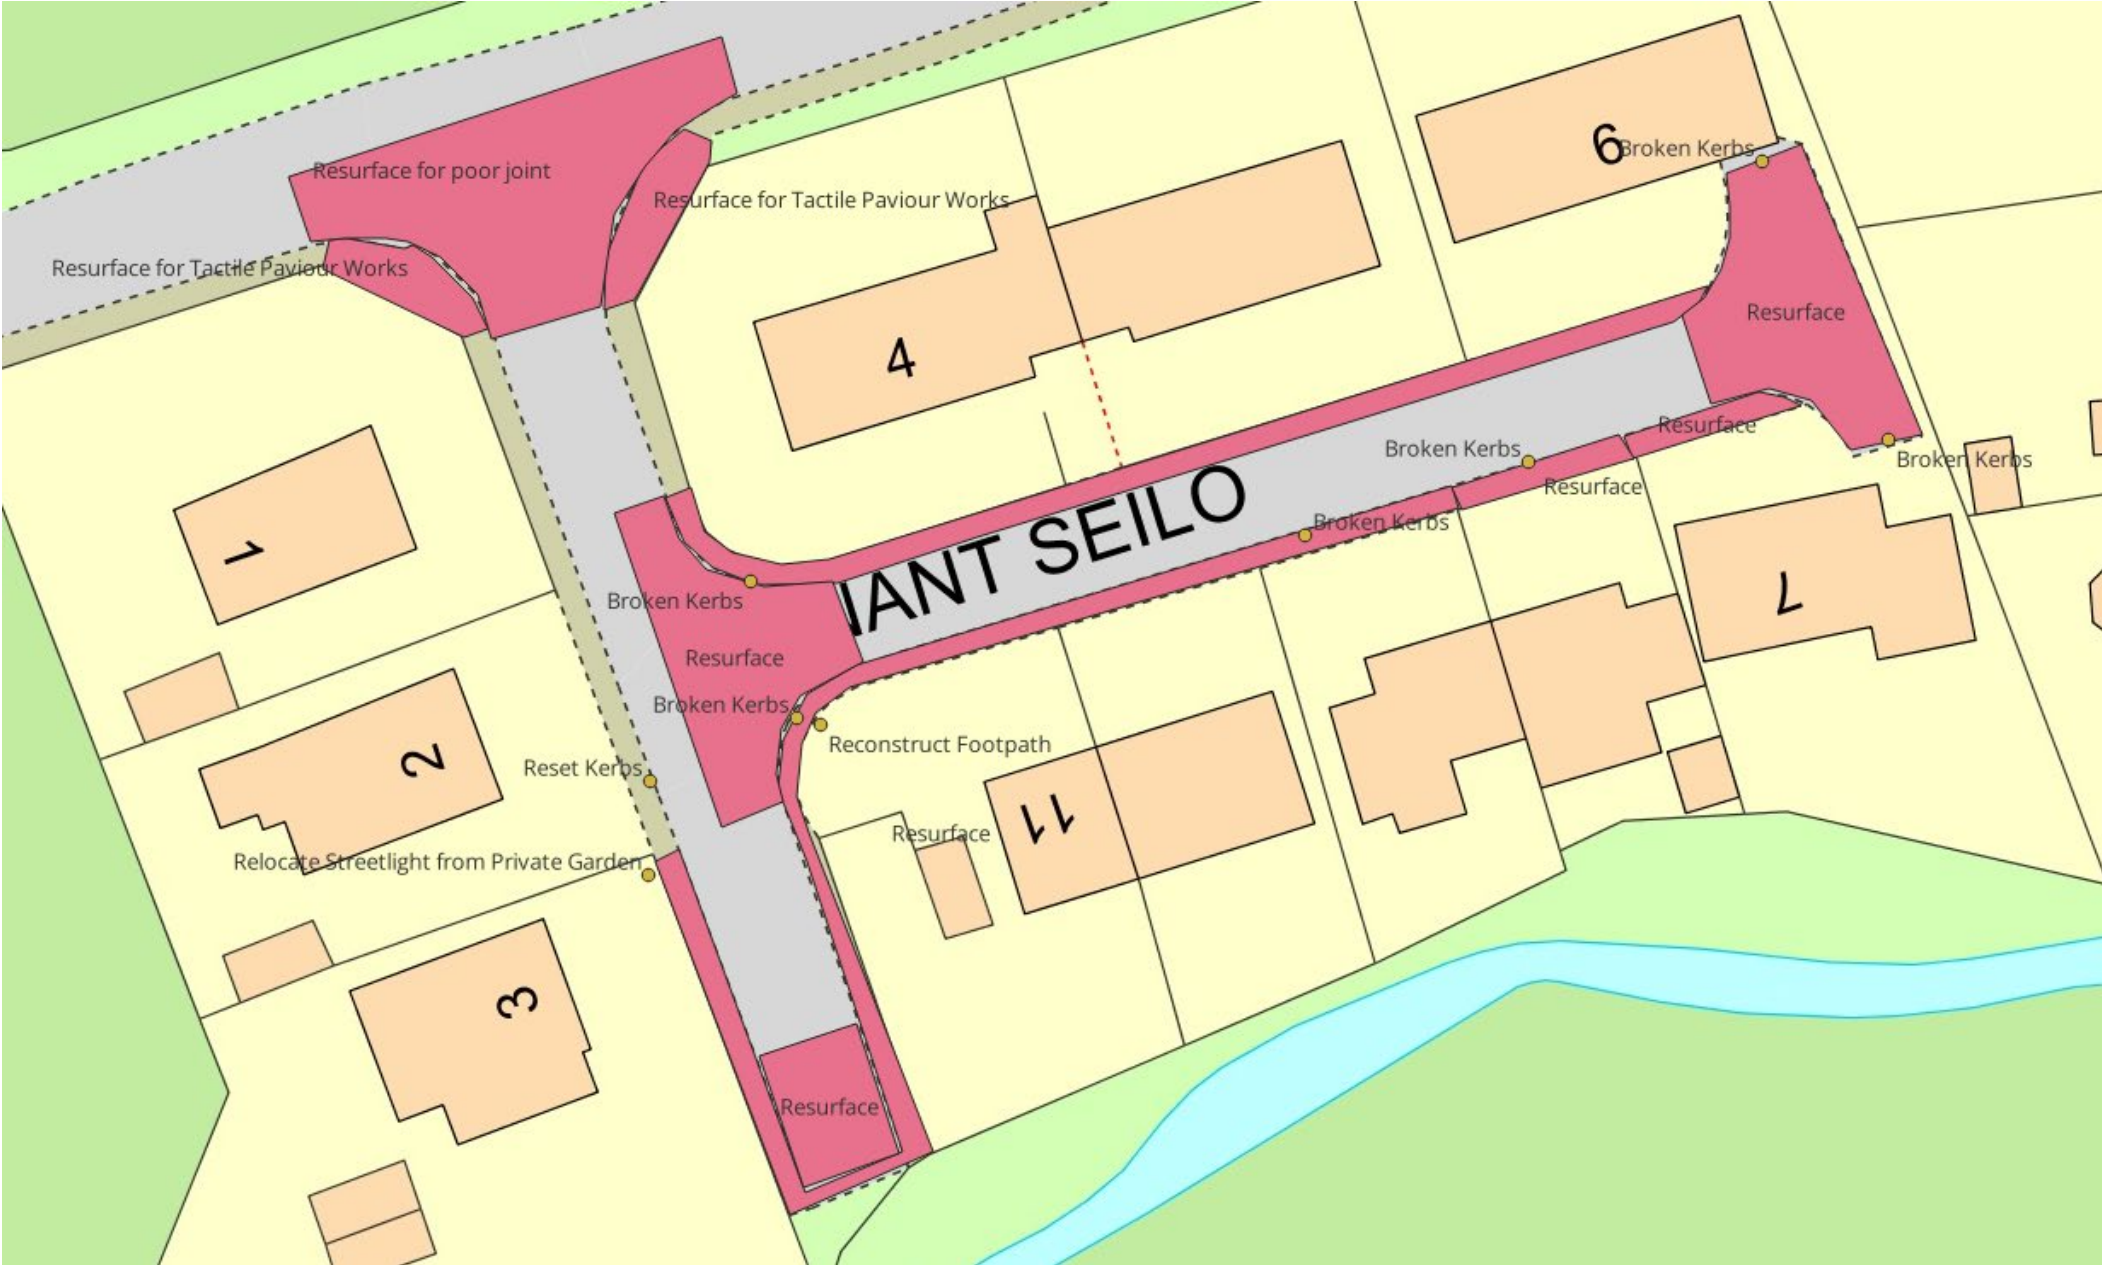 Resurface for poor joint
Resurface for Tactile Paviour Works
Resurface for Tactile Paviour Works
6
Broken Kerbs
Resurface
4
Broken Kerbs
Resurface
Broken Kerbs
Resurface
Broken Kerbs
NANT SEILO
1
Broken Kerbs
7
Resurface
Broken Kerbs
Reconstruct Footpath
2
Reset Kerbs
11
Resurface
Relocate Streetlight from Private Garden
3
Resurface